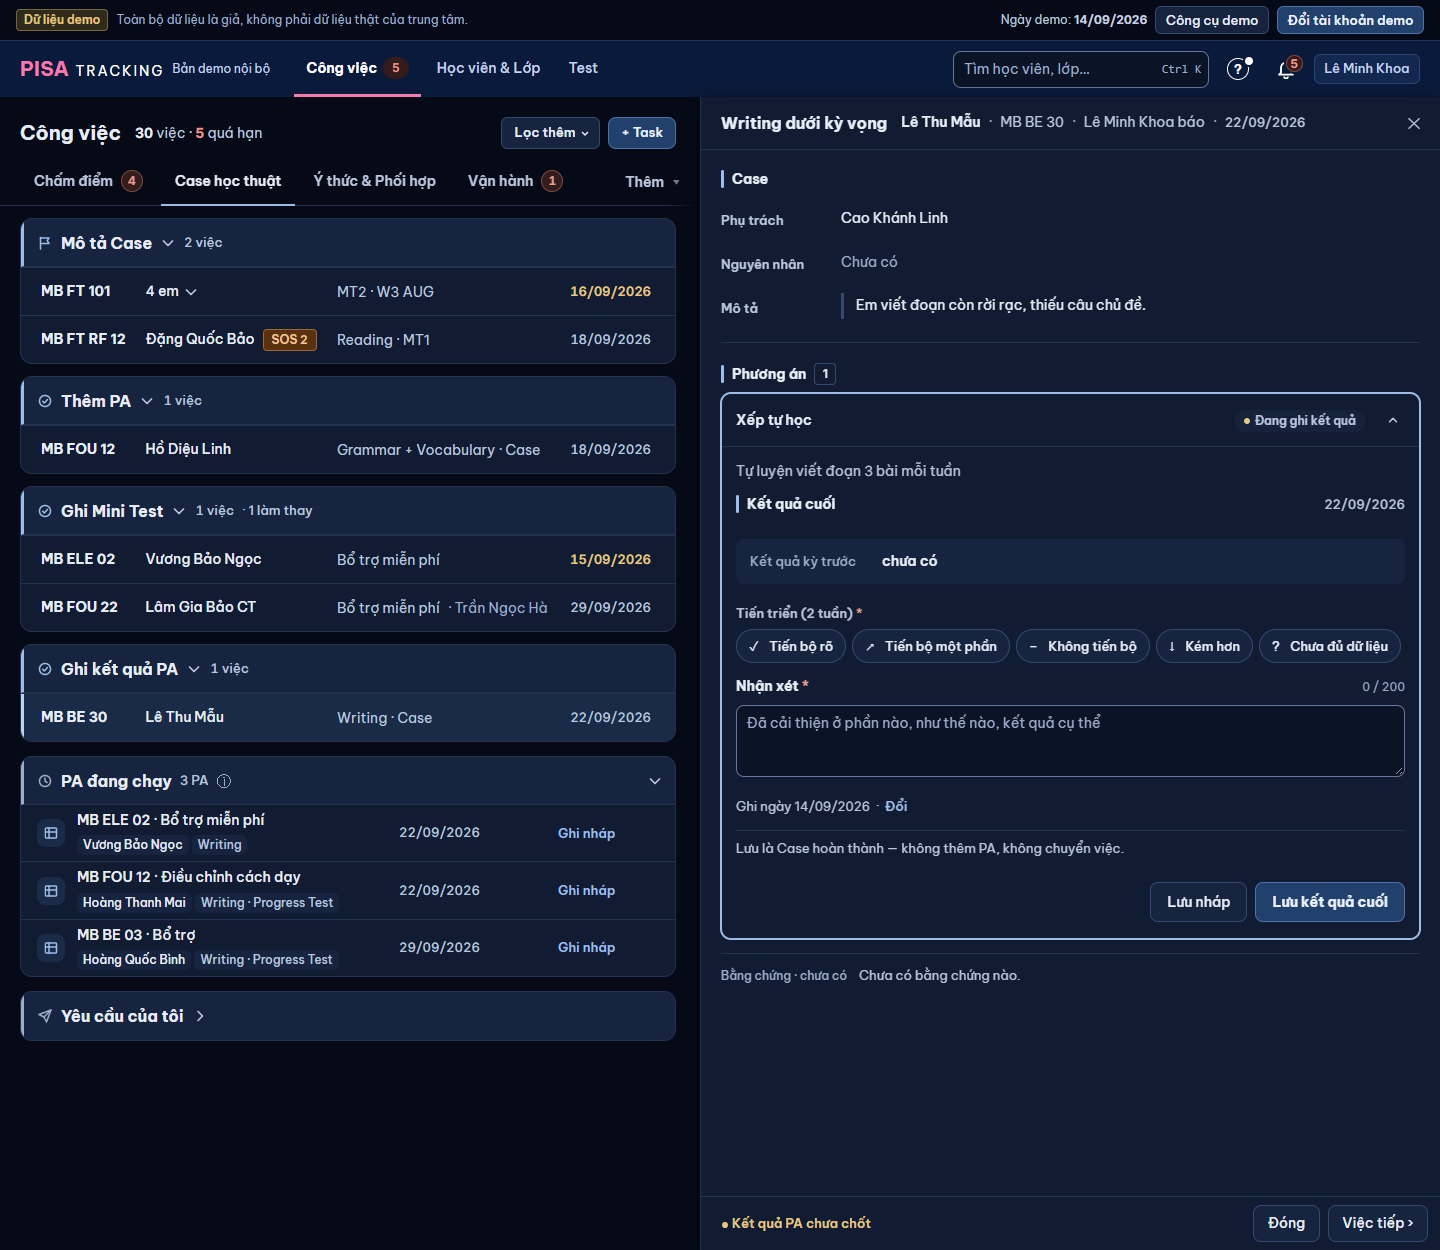 Dữ liệu demo Toàn bộ dữ liệu là giả, không phải dữ liệu thật của trung tâm. Ngày demo: 14/09/2026 Công cụ demo Đổi tài khoản demo
PISA TRACKING Bản demo nội bộ Công việc 5 Học viên & Lớp Test Tìm học viên, lớp... Ctrl K ? 5 Lê Minh Khoa
Công việc 30 việc · 5 quá hạn Lọc thêm + Task
Chấm điểm 4 Case học thuật Ý thức & Phối hợp Vận hành 1 Thêm
Mô tả Case 2 việc
MB FT 101 4 em MT2 · W3 AUG 16/09/2026
MB FT RF 12 Đặng Quốc Bảo SOS 2 Reading · MT1 18/09/2026
Thêm PA 1 việc
MB FOU 12 Hồ Diệu Linh Grammar + Vocabulary · Case 18/09/2026
Ghi Mini Test 1 việc · 1 làm thay
MB ELE 02 Vương Bảo Ngọc Bổ trợ miễn phí 15/09/2026
MB FOU 22 Lâm Gia Bảo CT Bổ trợ miễn phí · Trần Ngọc Hà 29/09/2026
Ghi kết quả PA 1 việc
MB BE 30 Lê Thu Mẫu Writing · Case 22/09/2026
PA đang chạy 3 PA
MB ELE 02 · Bổ trợ miễn phí 22/09/2026 Ghi nháp
Vương Bảo Ngọc Writing
MB FOU 12 · Điều chỉnh cách dạy 22/09/2026 Ghi nháp
Hoàng Thanh Mai Writing · Progress Test
MB BE 03 · Bổ trợ 29/09/2026 Ghi nháp
Hoàng Quốc Bình Writing · Progress Test
Yêu cầu của tôi
Writing dưới kỳ vọng Lê Thu Mẫu · MB BE 30 · Lê Minh Khoa báo · 22/09/2026
Case
Phụ trách Cao Khánh Linh
Nguyên nhân Chưa có
Mô tả Em viết đoạn còn rời rạc, thiếu câu chủ đề.
Phương án 1
Xếp tự học Đang ghi kết quả
Tự luyện viết đoạn 3 bài mỗi tuần
Kết quả cuối 22/09/2026
Kết quả kỳ trước chưa có
Tiến triển (2 tuần) *
✓ Tiến bộ rõ ↗ Tiến bộ một phần – Không tiến bộ ↓ Kém hơn ? Chưa đủ dữ liệu
Nhận xét * 0 / 200
Đã cải thiện ở phần nào, như thế nào, kết quả cụ thể
Ghi ngày 14/09/2026 · Đổi
Lưu là Case hoàn thành — không thêm PA, không chuyển việc.
Lưu nháp Lưu kết quả cuối
Bằng chứng · chưa có Chưa có bằng chứng nào.
Kết quả PA chưa chốt Đóng Việc tiếp ›